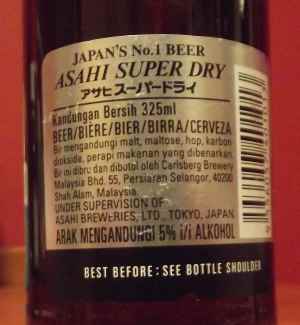 JAPAN'S No.1 BEER
ASAHI SUPER DRY
アサヒスーパードライ
Kandungan Bersih 325ml
BEER/BIERE/BIER/BIRRA/CERVEZA
Bir mengandungi malt, maltose, hop, karbon
dioksida, perapi makanan yang dibenarkan.
Bir ini dibru dan dibotol oleh Carlsberg Brewery
Malaysia Bhd. 55, Persiaran Selangor, 40200
Shah Alam, Malaysia.
UNDER SUPERVISION OF
ASAHI BREWERIES, LTD., TOKYO, JAPAN.
ARAK MENGANDUNGI 5% i/i ALKOHOL
BEST BEFORE: SEE BOTTLE SHOULDER